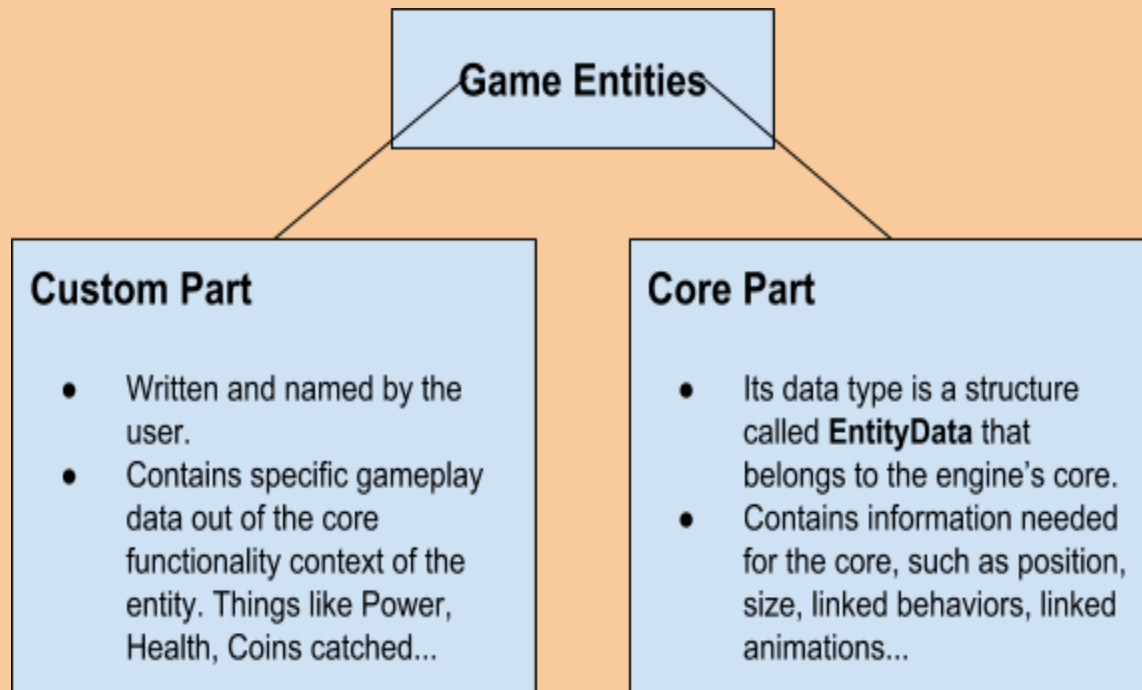 Game Entities
Custom Part
● Written and named by the
user.
● Contains specific gameplay
data out of the core
functionality context of the
entity. Things like Power,
Health, Coins catched...
Core Part
● Its data type is a structure
called EntityData that
belongs to the engine’s core.
● Contains information needed
for the core, such as position,
size, linked behaviors, linked
animations...